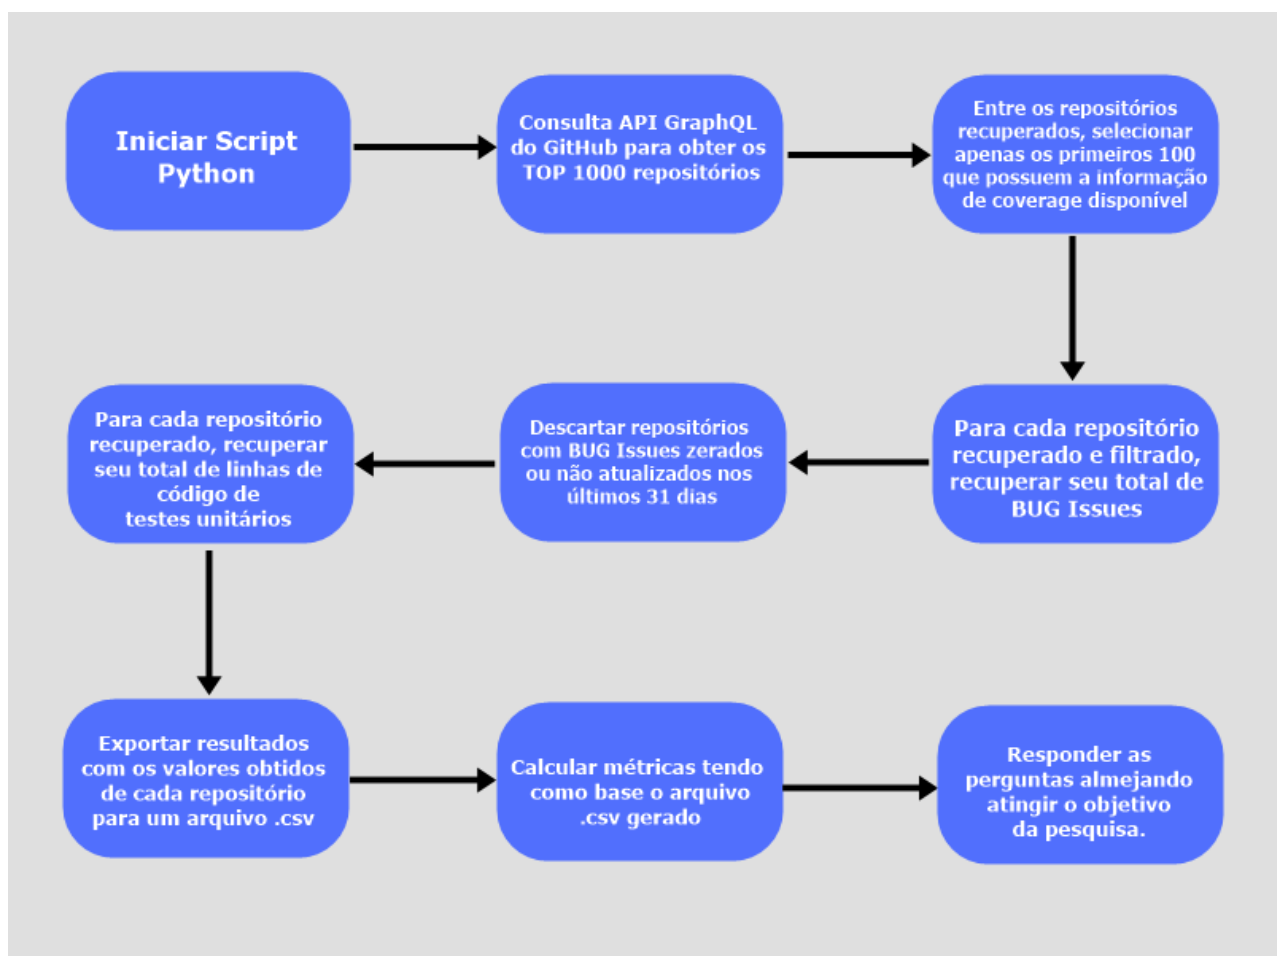 Iniciar Script
Python
Consulta API GraphQL
do GitHub para obter os
TOP 1000 repositórios
Entre os repositórios
recuperados, selecionar
apenas os primeiros 100
que possuem a informação
de coverage disponível
Para cada repositório
recuperado e filtrado,
recuperar seu total de
BUG Issues
Descartar repositórios
com BUG Issues zerados
ou não atualizados nos
últimos 31 dias
Para cada repositório
recuperado, recuperar
seu total de linhas de
código de
testes unitários
Exportar resultados
com os valores obtidos
de cada repositório
para um arquivo .csv
Calcular métricas tendo
como base o arquivo
.csv gerado
Responder as
perguntas almejando
atingir o objetivo
da pesquisa.